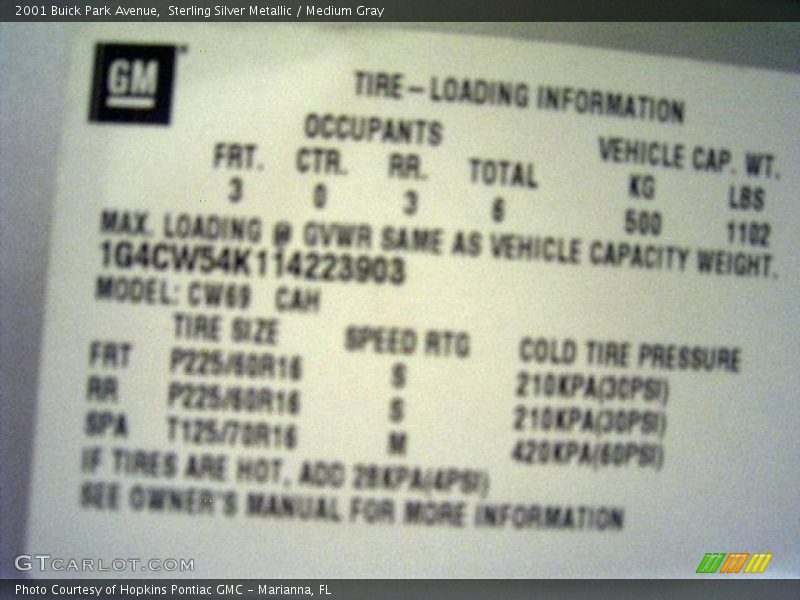 2001 Buick Park Avenue,  Sterling Silver Metallic / Medium Gray
GM
TIRE-LOADING INFORMATION
OCCUPANTS VEHICLE CAP. WT.
FRT. CTR. RR. TOTAL KG LBS
3 0 3 6 500 1102
MAX. LOADING @ GVWR SAME AS VEHICLE CAPACITY WEIGHT.
1G4CW54K114223903
MODEL: CW69 CAH
TIRE SIZE SPEED RTG COLD TIRE PRESSURE
FRT P225/60R16 S 210KPA(30PSI)
RR P225/60R16 S 210KPA(30PSI)
SPA T125/70R16 M 420KPA(60PSI)
IF TIRES ARE HOT, ADD 28KPA(4PSI)
SEE OWNER'S MANUAL FOR MORE INFORMATION
GTCARLOT.COM
Photo Courtesy of Hopkins Pontiac GMC - Marianna, FL